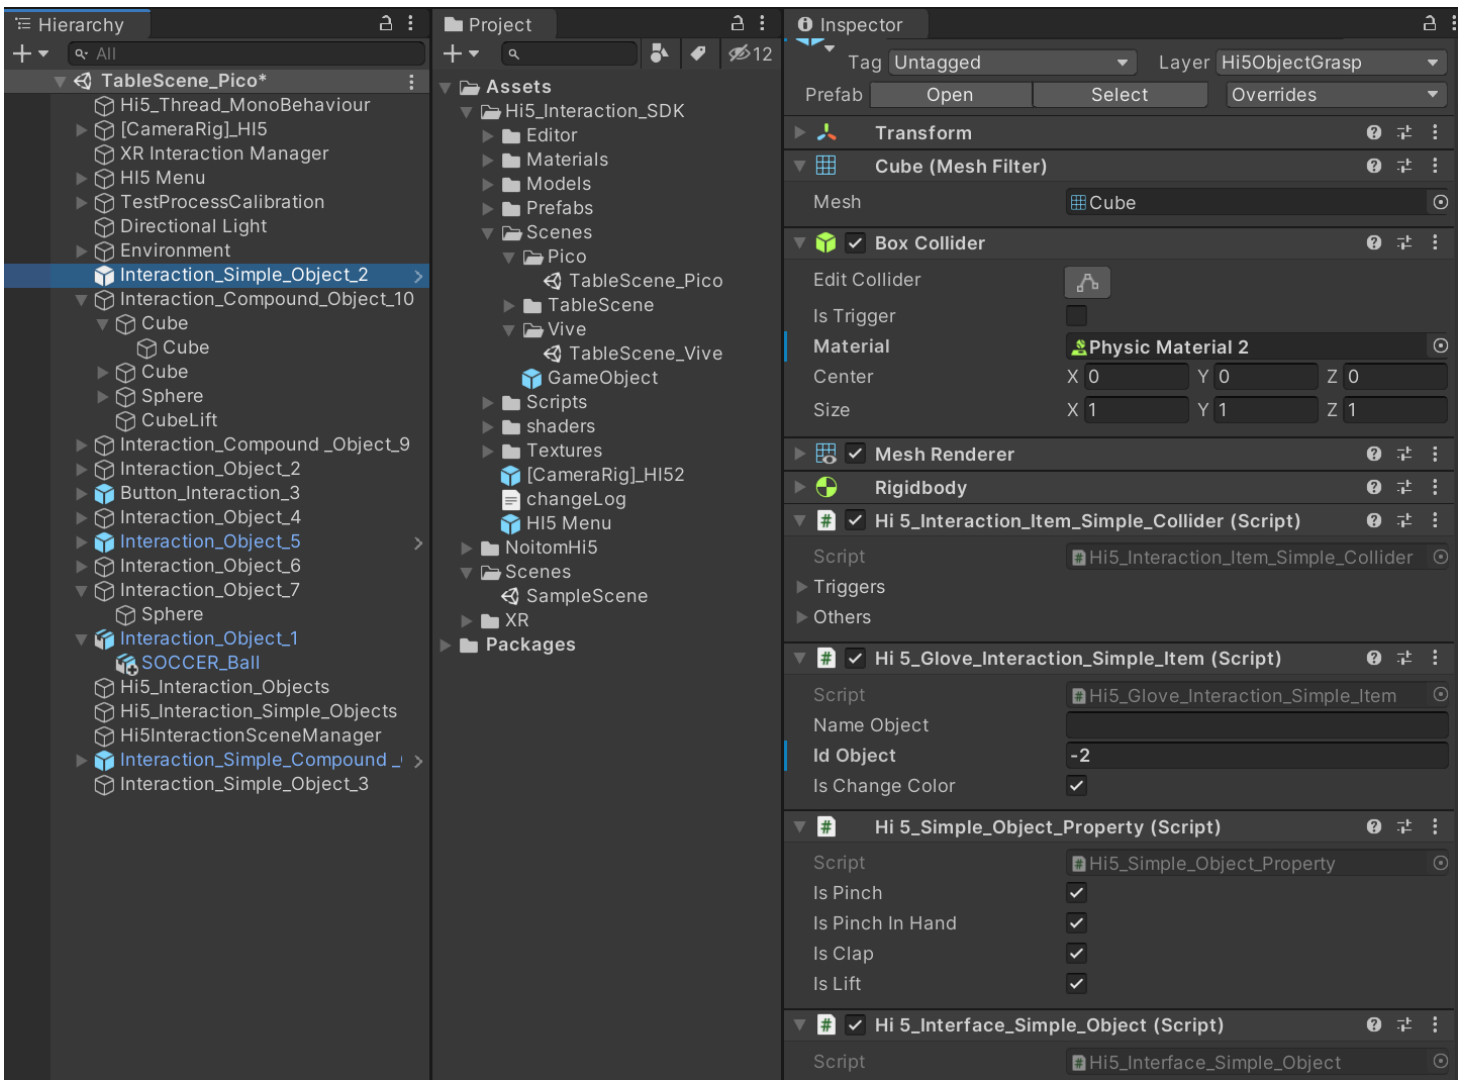 Hierarchy
All
TableScene_Pico*
Hi5_Thread_MonoBehaviour
[CameraRig]_HI5
XR Interaction Manager
HI5 Menu
TestProcessCalibration
Directional Light
Environment
Interaction_Simple_Object_2
Interaction_Compound_Object_10
Cube
Cube
Cube
Sphere
CubeLift
Interaction_Compound _Object_9
Interaction_Object_2
Button_Interaction_3
Interaction_Object_4
Interaction_Object_5
Interaction_Object_6
Interaction_Object_7
Sphere
Interaction_Object_1
SOCCER_Ball
Hi5_Interaction_Objects
Hi5_Interaction_Simple_Objects
Hi5InteractionSceneManager
Interaction_Simple_Compound _
Interaction_Simple_Object_3
Project
12
Assets
Hi5_Interaction_SDK
Editor
Materials
Models
Prefabs
Scenes
Pico
TableScene_Pico
TableScene
Vive
TableScene_Vive
GameObject
Scripts
shaders
Textures
[CameraRig]_HI52
changeLog
HI5 Menu
NoitomHi5
Scenes
SampleScene
XR
Packages
Inspector
Tag Untagged Layer Hi5ObjectGrasp
Prefab Open Select Overrides
Transform
Cube (Mesh Filter)
Mesh Cube
Box Collider
Edit Collider
Is Trigger
Material Physic Material 2
Center X 0 Y 0 Z 0
Size X 1 Y 1 Z 1
Mesh Renderer
Rigidbody
# Hi 5_Interaction_Item_Simple_Collider (Script)
Script # Hi5_Interaction_Item_Simple_Collider
Triggers
Others
# Hi 5_Glove_Interaction_Simple_Item (Script)
Script # Hi5_Glove_Interaction_Simple_Item
Name Object
Id Object -2
Is Change Color
# Hi 5_Simple_Object_Property (Script)
Script # Hi5_Simple_Object_Property
Is Pinch
Is Pinch In Hand
Is Clap
Is Lift
# Hi 5_Interface_Simple_Object (Script)
Script # Hi5_Interface_Simple_Object